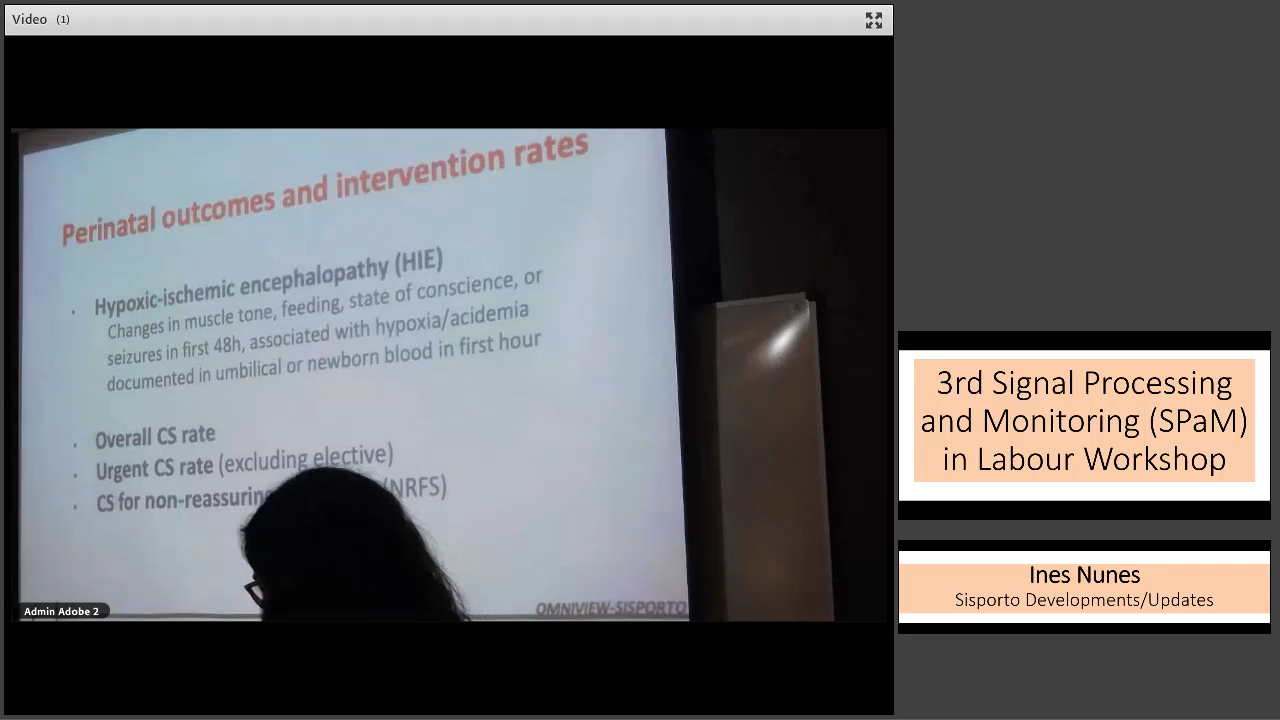 Video (1)
Perinatal outcomes and intervention rates
· Hypoxic-ischemic encephalopathy (HIE)
Changes in muscle tone, feeding, state of conscience, or
seizures in first 48h, associated with hypoxia/acidemia
documented in umbilical or newborn blood in first hour
· Overall CS rate
· Urgent CS rate (excluding elective)
· CS for non-reassuring (NRFS)
Admin Adobe 2
OMNIVIEW-SISPORTO
3rd Signal Processing
and Monitoring (SPaM)
in Labour Workshop
Ines Nunes
Sisporto Developments/Updates